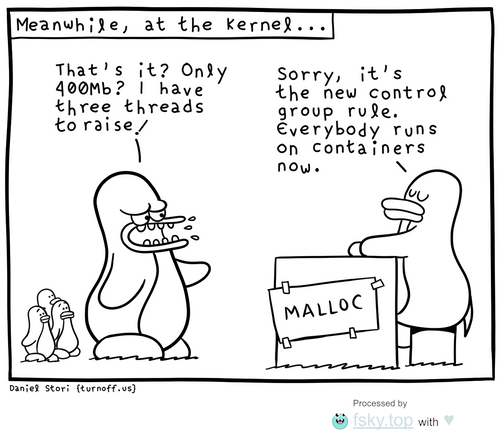 Meanwhile, at the Kernel...
That's it? Only
400Mb? I have
three threads
to raise!
Sorry, it's
the new control
group rule.
Everybody runs
on containers
now.
MALLOC
Daniel Stori {turnoff.us}
Processed by
fsky.top with ♥